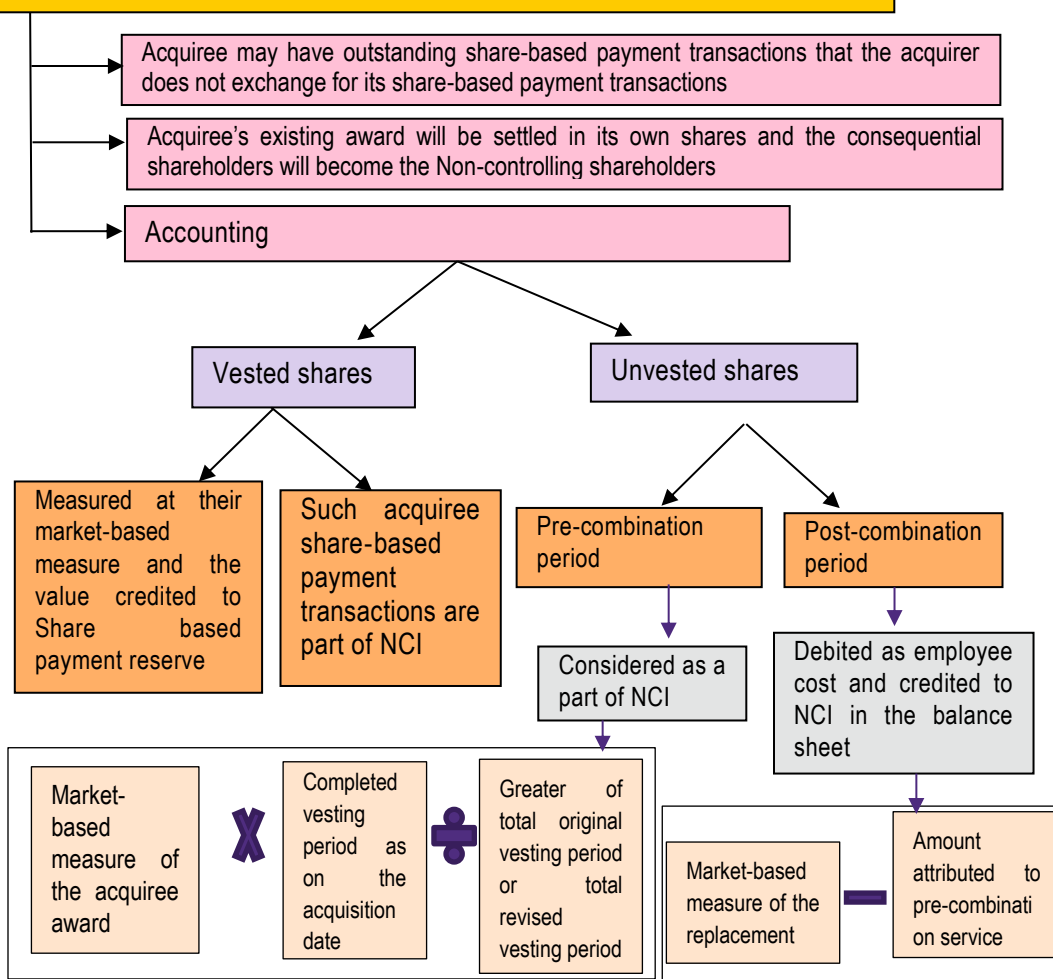 Acquiree may have outstanding share-based payment transactions that the acquirer
does not exchange for its share-based payment transactions
Acquiree's existing award will be settled in its own shares and the consequential
shareholders will become the Non-controlling shareholders
Accounting
Vested shares
Unvested shares
Measured at their
market-based
measure and the
value credited to
Share based
payment reserve
Such acquiree
share-based
payment
transactions are
part of NCI
Pre-combination
period
Post-combination
period
Considered as a
part of NCI
Debited as employee
cost and credited to
NCI in the balance
sheet
Market-
based
measure of
the acquiree
award
Completed
vesting
period as
on the
acquisition
date
Greater of
total original
vesting period
or total
revised
vesting period
Market-based
measure of the
replacement
Amount
attributed to
pre-combinati
on service